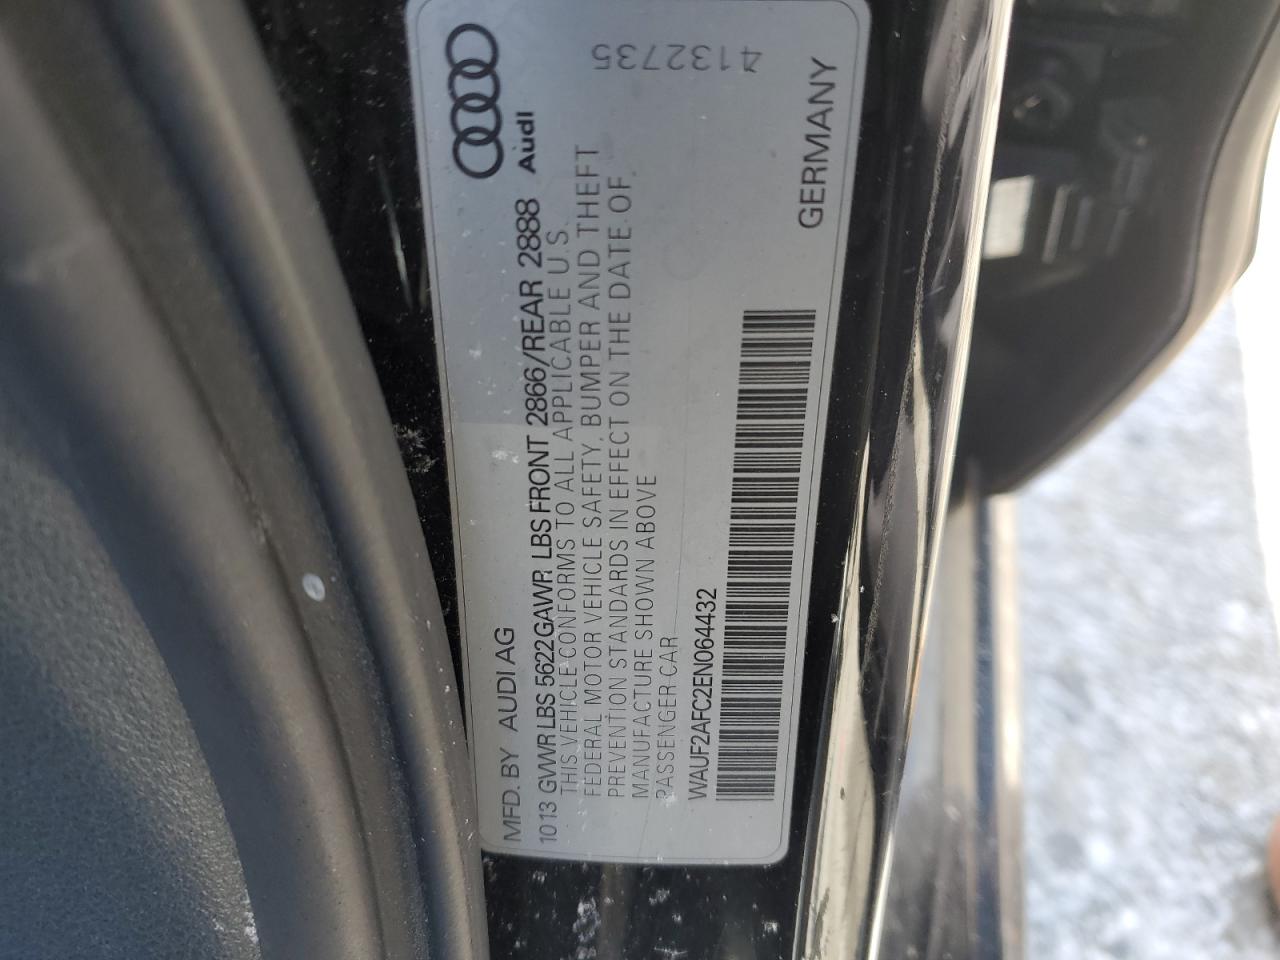 MFD. BY AUDI AG
Audi
10 13 GVWR LBS 5622 GAWR LBS FRONT 2866/REAR 2888
THIS VEHICLE CONFORMS TO ALL APPLICABLE U.S.
FEDERAL MOTOR VEHICLE SAFETY, BUMPER AND THEFT
PREVENTION STANDARDS IN EFFECT ON THE DATE OF
MANUFACTURE SHOWN ABOVE
PASSENGER CAR
WAUF2AFC2EN064432
GERMANY
4132735